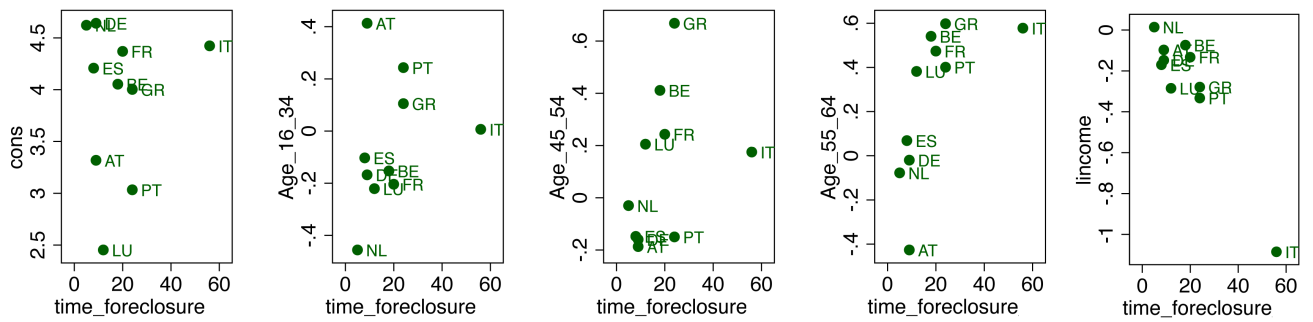 cons
4.5
4
3.5
3
2.5
NL
DE
FR
IT
ES
BE
GR
AT
PT
LU
0 20 40 60
time_foreclosure
Age_16_34
.4
.2
0
-.2
-.4
AT
PT
GR
IT
ES
BE
DE
FR
LU
NL
0 20 40 60
time_foreclosure
Age_45_54
.6
.4
.2
0
-.2
GR
BE
FR
LU
IT
NL
ES
DE
PT
AT
0 20 40 60
time_foreclosure
Age_55_64
.6
.4
.2
0
-.2
-.4
GR
IT
BE
FR
PT
LU
ES
DE
NL
AT
0 20 40 60
time_foreclosure
lincome
0
-.2
-.4
-.6
-.8
-1
NL
BE
AT
FR
DE
ES
LU
GR
PT
IT
0 20 40 60
time_foreclosure